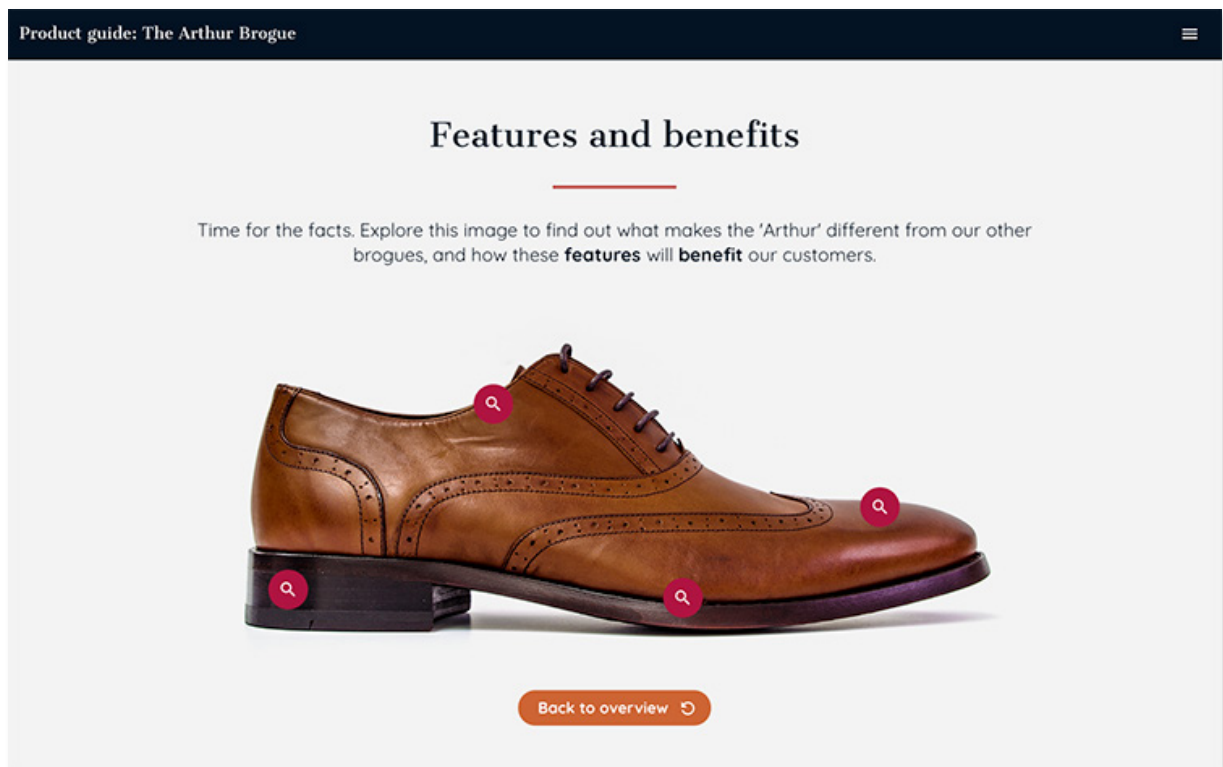 Product guide: The Arthur Brogue
Features and benefits
Time for the facts. Explore this image to find out what makes the 'Arthur' different from our other
brogues, and how these features will benefit our customers.
Back to overview